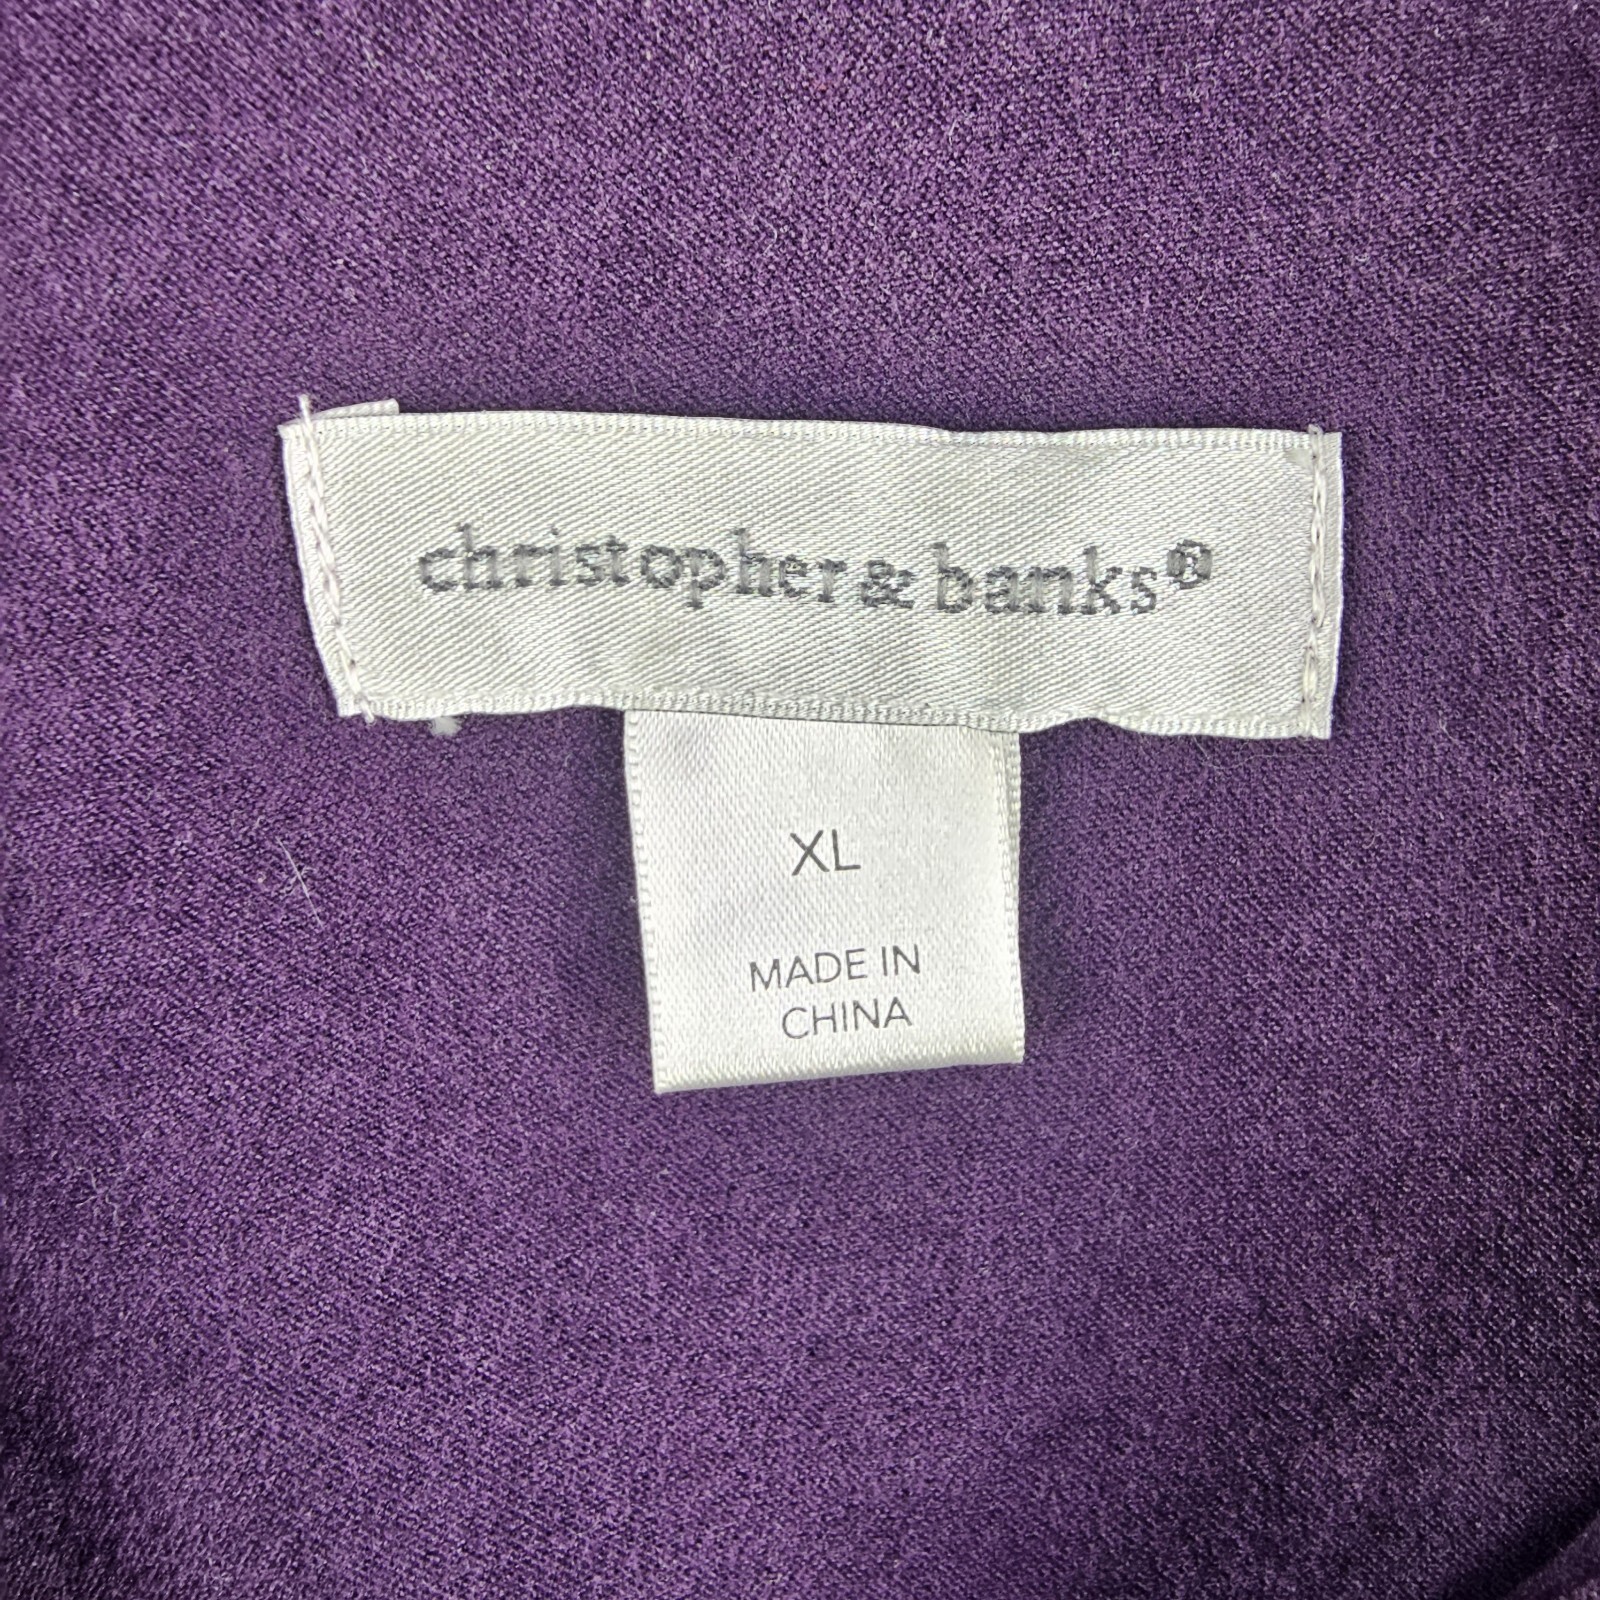 christopher & banks®
XL
MADE IN
CHINA